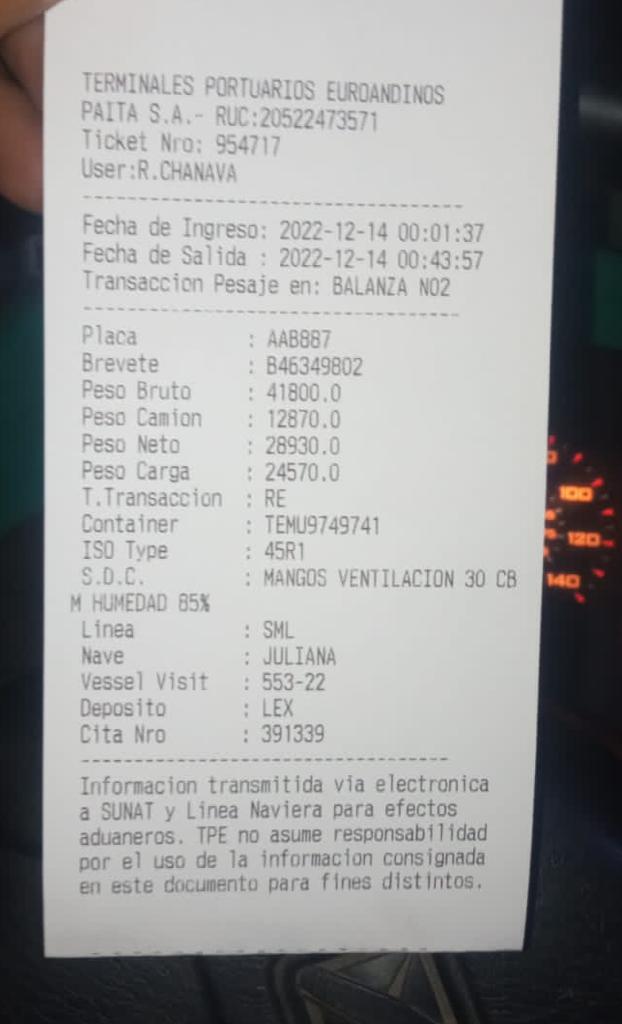 TERMINALES PORTUARIOS EUROANDINOS
PAITA S.A.- RUC:20522473571
Ticket Nro: 954717
User:R.CHANAVA
Fecha de Ingreso: 2022-12-14 00:01:37
Fecha de Salida : 2022-12-14 00:43:57
Transaccion Pesaje en: BALANZA NO2
Placa : AAB887
Brevete : B46349802
Peso Bruto : 41800.0
Peso Camion : 12870.0
Peso Neto : 28930.0
Peso Carga : 24570.0
T.Transaccion : RE
Container : TEMU9749741
ISO Type : 45R1
S.D.C. : MANGOS VENTILACION 30 CB
M HUMEDAD 85%
Linea : SML
Nave : JULIANA
Vessel Visit : 553-22
Deposito : LEX
Cita Nro : 391339
Informacion transmitida via electronica
a SUNAT y Linea Naviera para efectos
aduaneros. TPE no asume responsabilidad
por el uso de la informacion consignada
en este documento para fines distintos.
100
120
140